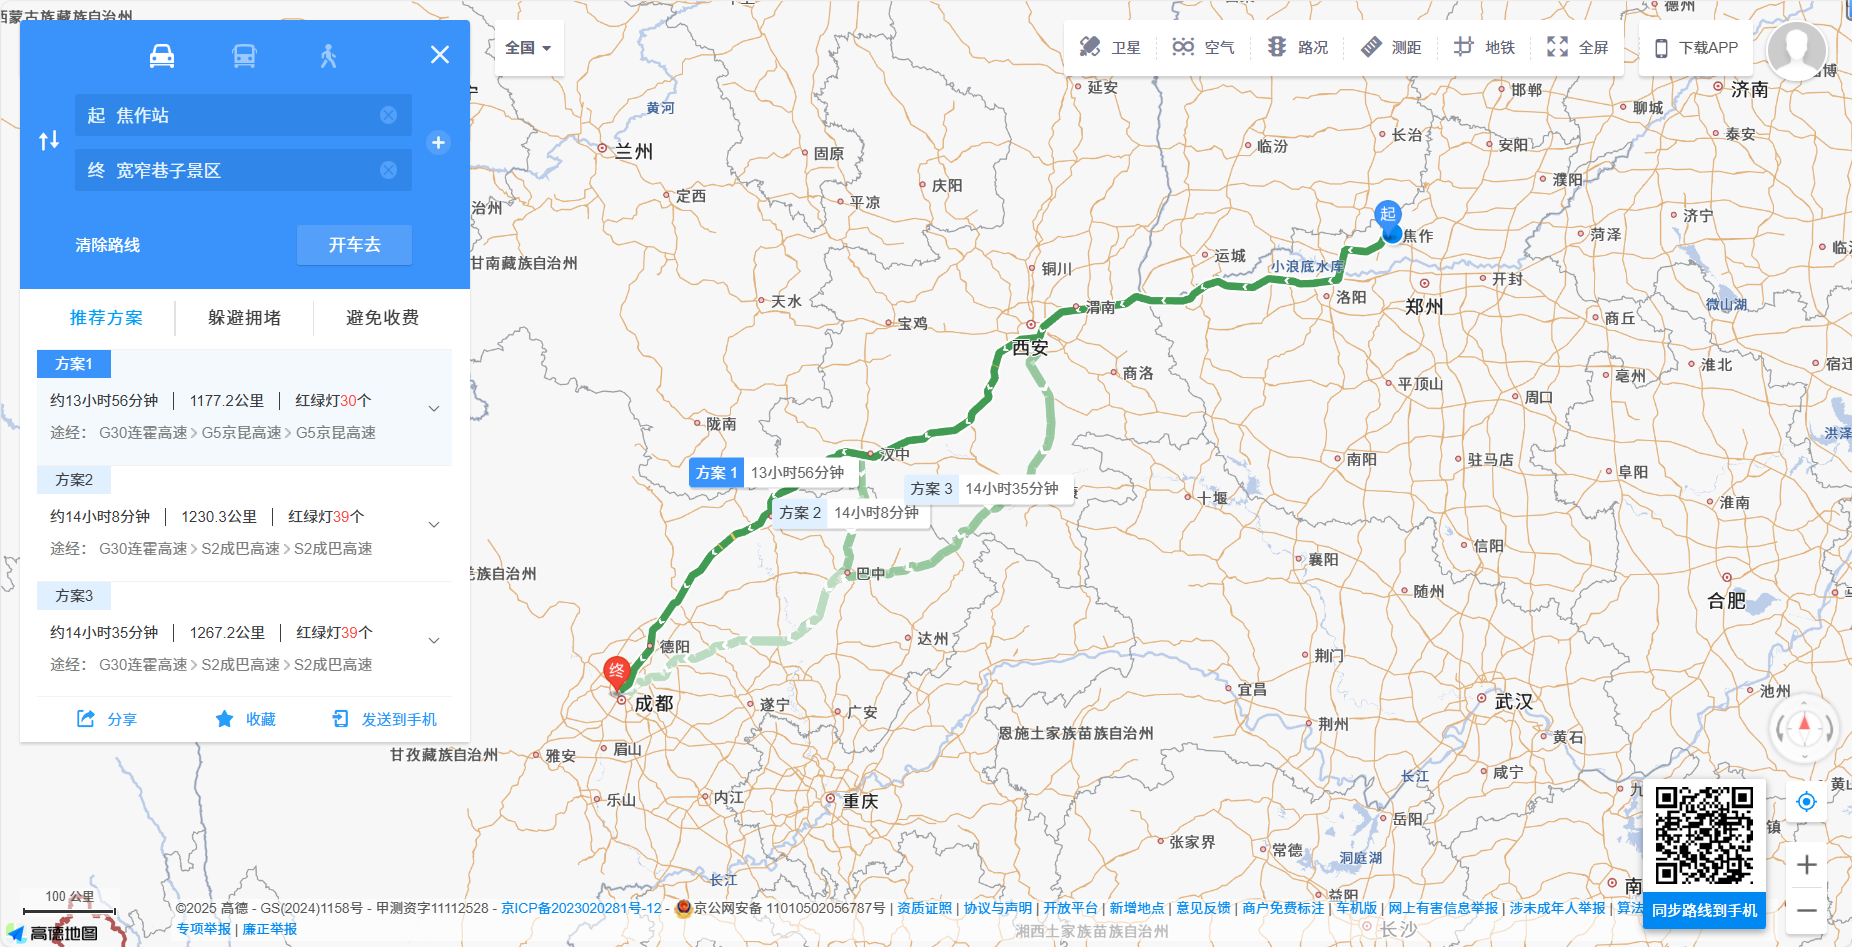 起 焦作站
终 宽窄巷子景区
清除路线
开车去
推荐方案
躲避拥堵
避免收费
方案1
约13小时56分钟 │ 1177.2公里 │ 红绿灯30个
途经： G30连霍高速 > G5京昆高速 > G5京昆高速
方案2
约14小时8分钟 │ 1230.3公里 │ 红绿灯39个
途经： G30连霍高速 > S2成巴高速 > S2成巴高速
方案3
约14小时35分钟 │ 1267.2公里 │ 红绿灯39个
途经： G30连霍高速 > S2成巴高速 > S2成巴高速
分享
收藏
发送到手机
全国
卫星
空气
路况
测距
地铁
全屏
下载APP
德州
黄河
延安
邯郸
聊城
济南
泰安
兰州
固原
临汾
长治
安阳
定西
庆阳
平凉
濮阳
济宁
菏泽
起
焦作
甘南藏族自治州
铜川
运城
小浪底水库
洛阳
郑州
开封
微山湖
天水
宝鸡
渭南
西安
商丘
商洛
平顶山
亳州
淮北
周口
陇南
汉中
南阳
驻马店
阜阳
方案 1 13小时56分钟
方案 3 14小时35分钟
方案 2 14小时8分钟
十堰
淮南
信阳
襄阳
巴中
随州
合肥
达州
德阳
荆门
终
成都
遂宁
广安
宜昌
武汉
池州
荆州
恩施土家族苗族自治州
黄石
眉山
雅安
甘孜藏族自治州
长江
咸宁
乐山
内江
重庆
岳阳
张家界
常德
洞庭湖
长江
益阳
长沙
湘西土家族苗族自治州
同步路线到手机
100 公里
高德地图
©2025 高德 - GS(2024)1158号 - 甲测资字11112528 - 京ICP备2023020281号-12 - 京公网安备 11010502056787号 | 资质证照 | 协议与声明 | 开放平台 | 新增地点 | 意见反馈 | 商户免费标注 | 车机版 | 网上有害信息举报 | 涉未成年人举报 | 算法
专项举报 | 廉正举报